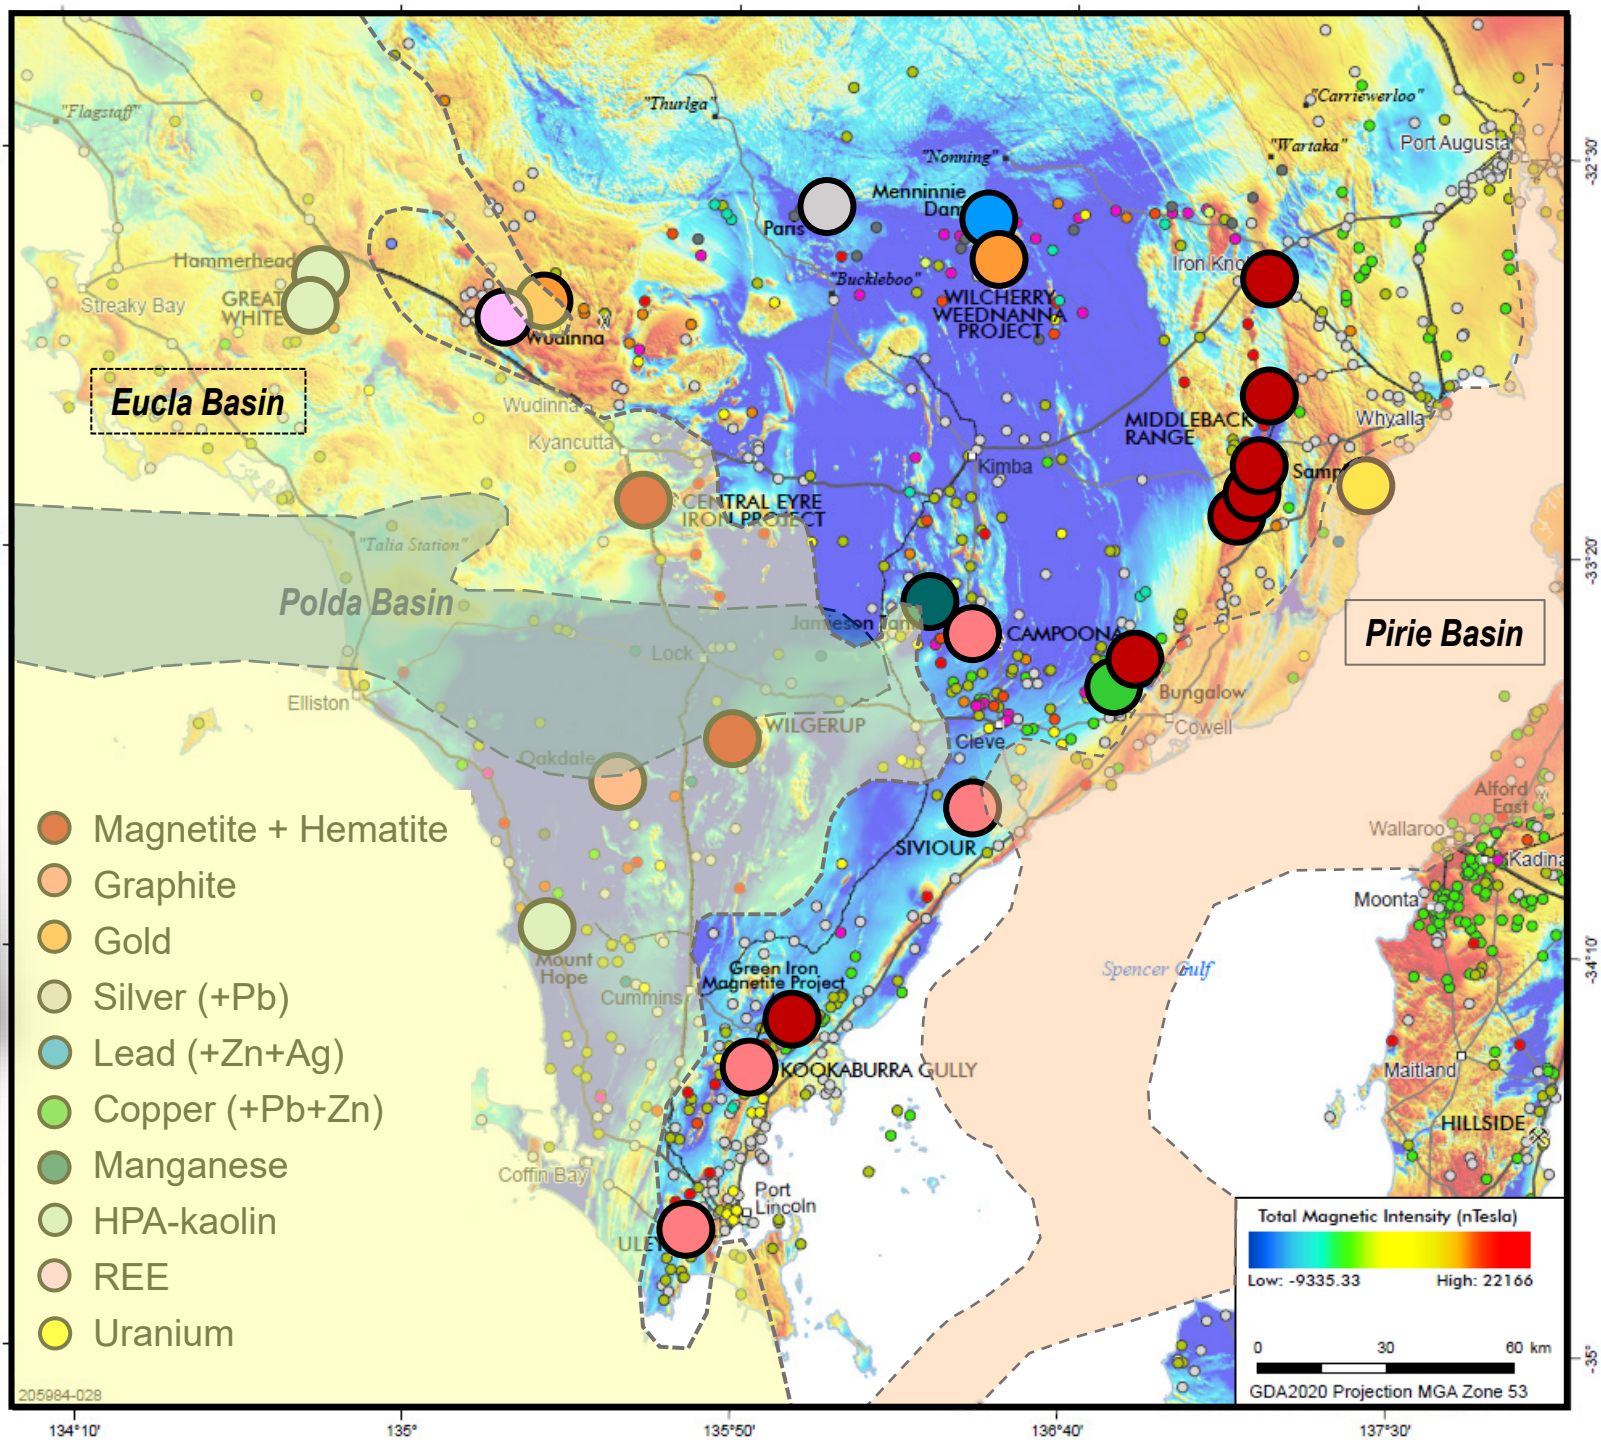 "Flagstaff"
"Thurlga"
"Carriewerloo"
"Nonning"
"Wartaka"
Port Augusta
-32°30'
Menninnie
Dam
Paris
Hammerhead
"Buckleboo"
Iron Kno
Streaky Bay
GREAT
WHITE
WILCHERRY
WEEDNANNA
PROJECT
Wudinna
Eucla Basin
Wudinna
Kyancutta
MIDDLEBACK
RANGE
Whyalla
Kimba
Samp
CENTRAL EYRE
IRON PROJECT
"Talia Station"
-33°20'
Polda Basin
Jamieson Tank
CAMPOONA
Pirie Basin
Lock
Elliston
Bungalow
WILGERUP
Cowell
Cleve
Oakdale
Alford
East
Wallaroo
SIVIOUR
Kadina
Moonta
Magnetite + Hematite
Graphite
Gold
Silver (+Pb)
Lead (+Zn+Ag)
Copper (+Pb+Zn)
Manganese
HPA-kaolin
REE
Uranium
Mount
Hope
Green Iron
Magnetite Project
Cummins
Spencer Gulf
-34°10'
KOOKABURRA GULLY
Maitland
HILLSIDE
Coffin Bay
Port
Lincoln
ULEY
Total Magnetic Intensity (nTesla)
Low: -9335.33
High: 22166
0 30 60 km
GDA2020 Projection MGA Zone 53
-35°
205984-028
134°10' 135° 135°50' 136°40' 137°30'